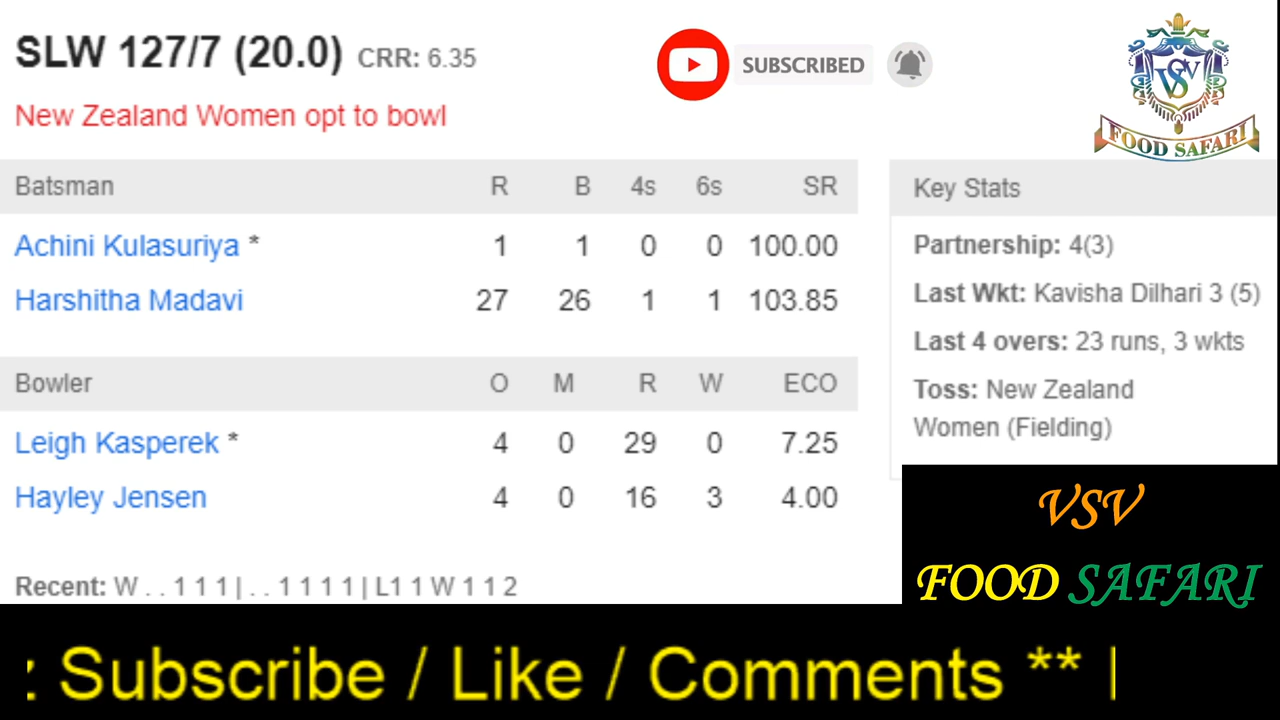 SLW 127/7 (20.0) CRR: 6.35
SUBSCRIBED
VSV
FOOD SAFARI
New Zealand Women opt to bowl
Batsman R B 4s 6s SR
Achini Kulasuriya * 1 1 0 0 100.00
Harshitha Madavi 27 26 1 1 103.85
Bowler O M R W ECO
Leigh Kasperek * 4 0 29 0 7.25
Hayley Jensen 4 0 16 3 4.00
Recent: W . . 1 1 1 | . . 1 1 1 1 | L1 1 W 1 1 2
Key Stats
Partnership: 4(3)
Last Wkt: Kavisha Dilhari 3 (5)
Last 4 overs: 23 runs, 3 wkts
Toss: New Zealand
Women (Fielding)
VSV
FOOD SAFARI
: Subscribe / Like / Comments ** |